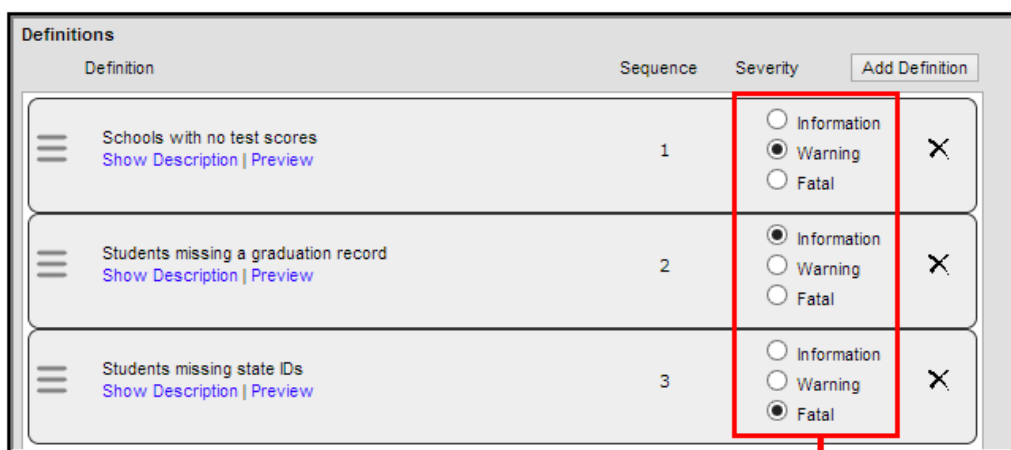 Definitions
Definition Sequence Severity Add Definition
Information
Schools with no test scores
Show Description | Preview 1 Warning X
Fatal
Information
Students missing a graduation record
Show Description | Preview 2 Warning X
Fatal
Information
Students missing state IDs
Show Description | Preview 3 Warning X
Fatal